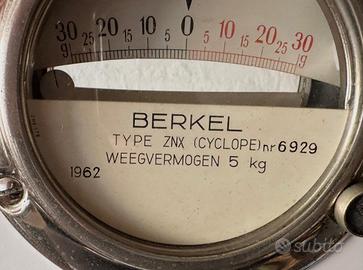 30 25 20 15 10 5 0 5 10 15 20 25 30
g g
BERKEL
TYPE ZNX (CYCLOPE) nr 6929
WEEGVERMOGEN 5 kg
1962
subito